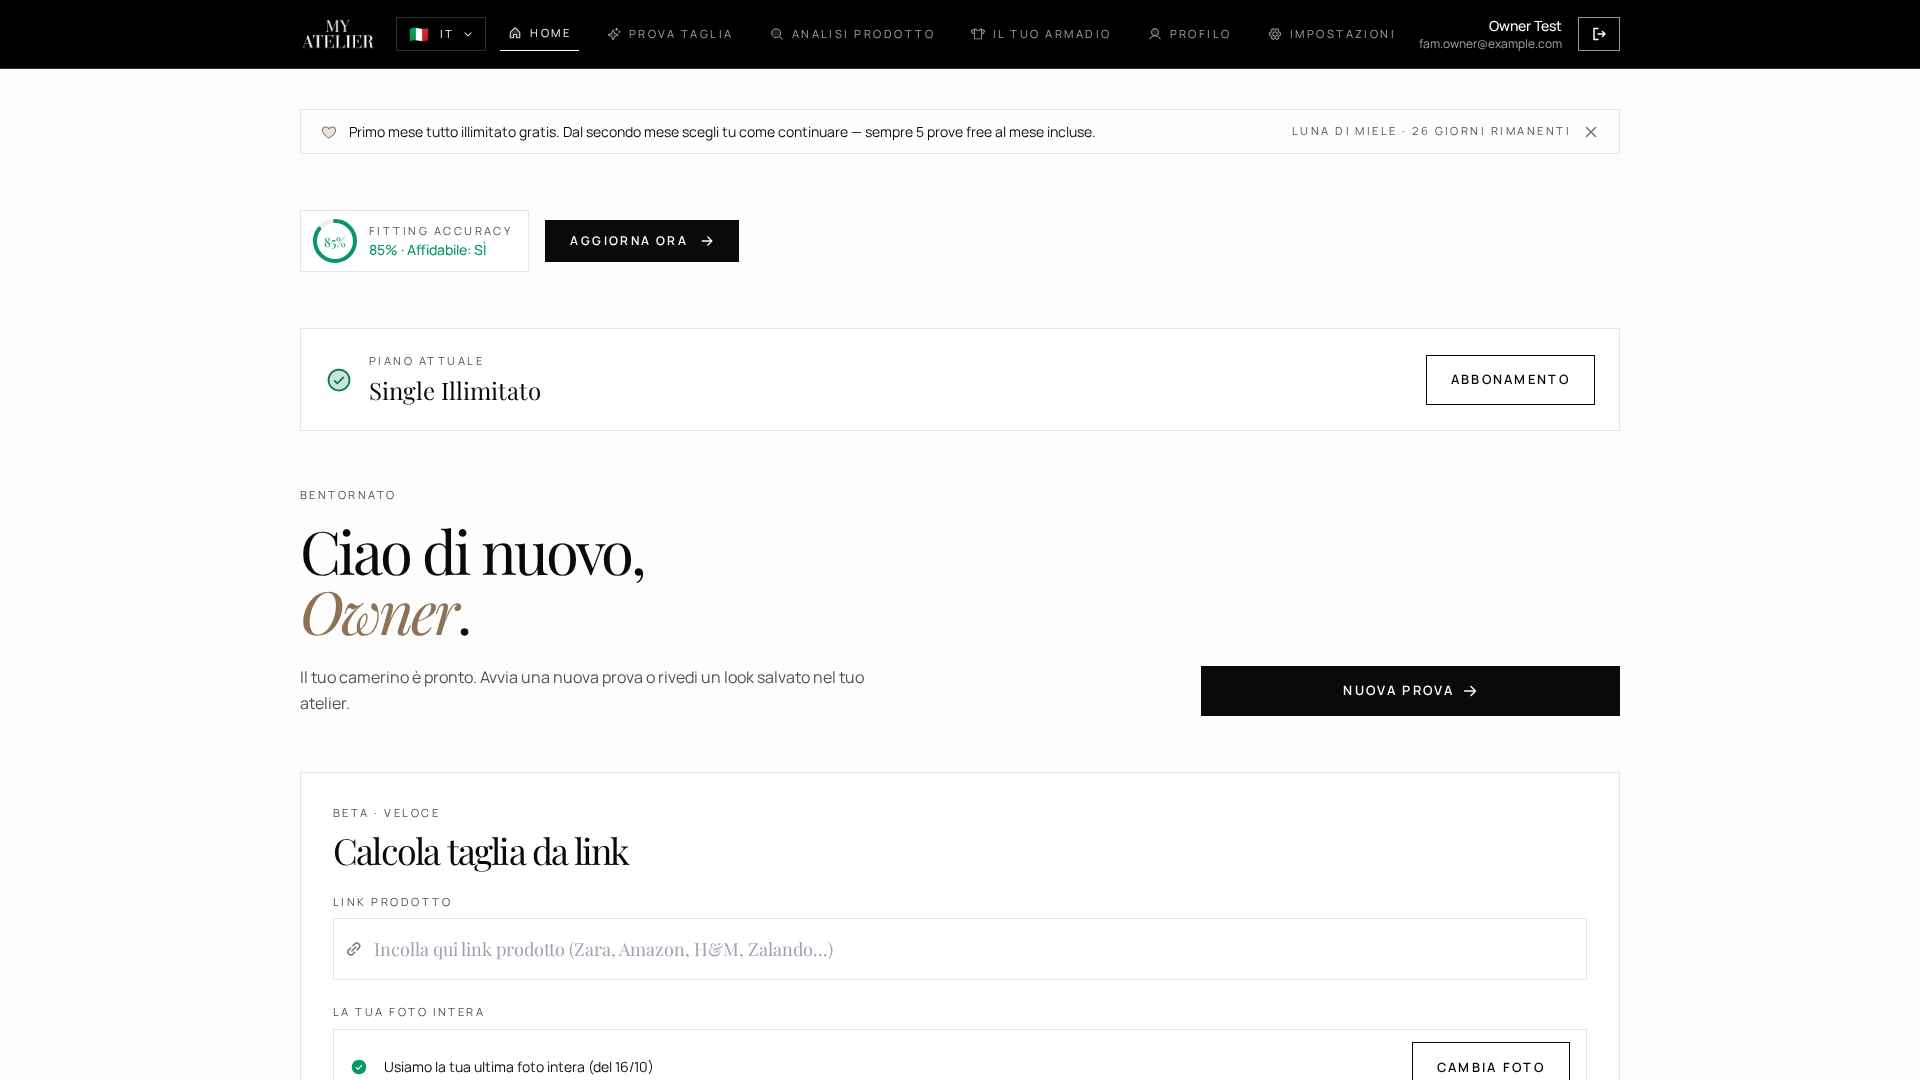 MY
ATELIER
IT
HOME
PROVA TAGLIA
ANALISI PRODOTTO
IL TUO ARMADIO
PROFILO
IMPOSTAZIONI
Owner Test
fam.owner@example.com
Primo mese tutto illimitato gratis. Dal secondo mese scegli tu come continuare — sempre 5 prove free al mese incluse.
LUNA DI MIELE · 26 GIORNI RIMANENTI
85%
FITTING ACCURACY
85% · Affidabile: SÌ
AGGIORNA ORA
PIANO ATTUALE
Single Illimitato
ABBONAMENTO
BENTORNATO
Ciao di nuovo,
Owner.
Il tuo camerino è pronto. Avvia una nuova prova o rivedi un look salvato nel tuo
atelier.
NUOVA PROVA
BETA · VELOCE
Calcola taglia da link
LINK PRODOTTO
Incolla qui link prodotto (Zara, Amazon, H&M, Zalando…)
LA TUA FOTO INTERA
Usiamo la tua ultima foto intera (del 16/10)
CAMBIA FOTO